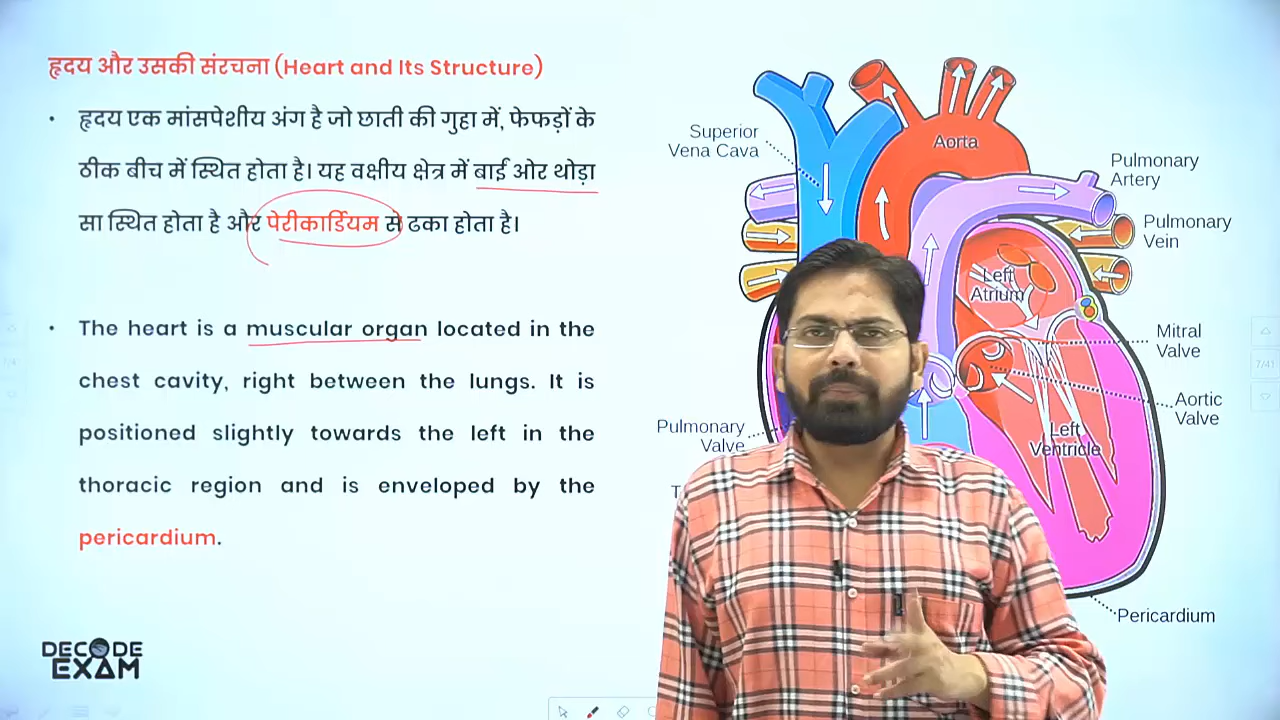 हृदय और उसकी संरचना (Heart and Its Structure)
• हृदय एक मांसपेशीय अंग है जो छाती की गुहा में, फेफड़ों के
ठीक बीच में स्थित होता है। यह वक्षीय क्षेत्र में बाईं ओर थोड़ा
सा स्थित होता है और पेरीकार्डियम से ढका होता है।
• The heart is a muscular organ located in the
chest cavity, right between the lungs. It is
positioned slightly towards the left in the
thoracic region and is enveloped by the
pericardium.
DECODE
EXAM
Superior
Vena Cava
Aorta
Pulmonary
Artery
Pulmonary
Vein
Left
Atrium
Mitral
Valve
Aortic
Valve
Pulmonary
Valve
Left
Ventricle
Pericardium
7/41